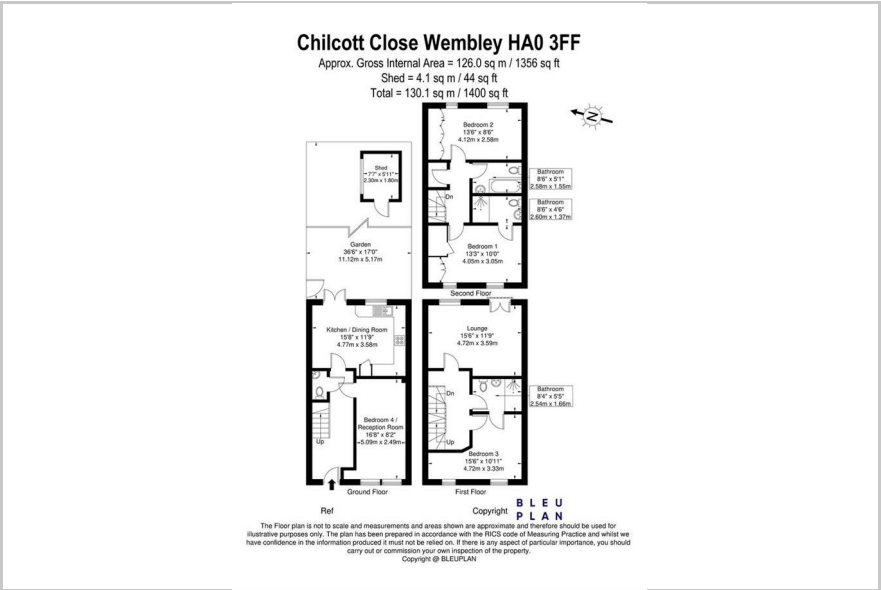 Chilcott Close Wembley HA0 3FF
Approx. Gross Internal Area = 126.0 sq m / 1356 sq ft
Shed = 4.1 sq m / 44 sq ft
Total = 130.1 sq m / 1400 sq ft
N
Bedroom 2
13'6" x 8'6"
4.12m x 2.58m
Shed
7'7" x 5'11"
2.30m x 1.80m
Bathroom
8'6" x 5'1"
2.58m x 1.55m
Dn
Bathroom
8'6" x 4'6"
2.60m x 1.37m
Garden
36'6" x 17'0"
11.12m x 5.17m
Bedroom 1
13'3" x 10'0"
4.05m x 3.05m
Second Floor
Kitchen / Dining Room
15'8" x 11'9"
4.77m x 3.58m
Lounge
15'6" x 11'9"
4.72m x 3.59m
Dn
Bathroom
8'4" x 5'5"
2.54m x 1.66m
Bedroom 4 /
Reception Room
16'8" x 8'2"
5.09m x 2.49m
Up
Up
Bedroom 3
15'6" x 10'11"
4.72m x 3.33m
Ground Floor
First Floor
Ref
Copyright
BLEU
PLAN
The Floor plan is not to scale and measurements and areas shown are approximate and therefore should be used for
illustrative purposes only. The plan has been prepared in accordance with the RICS code of Measuring Practice and whilst we
have confidence in the information produced it must not be relied on. If there is any aspect of particular importance, you should
carry out or commission your own inspection of the property.
Copyright @ BLEUPLAN